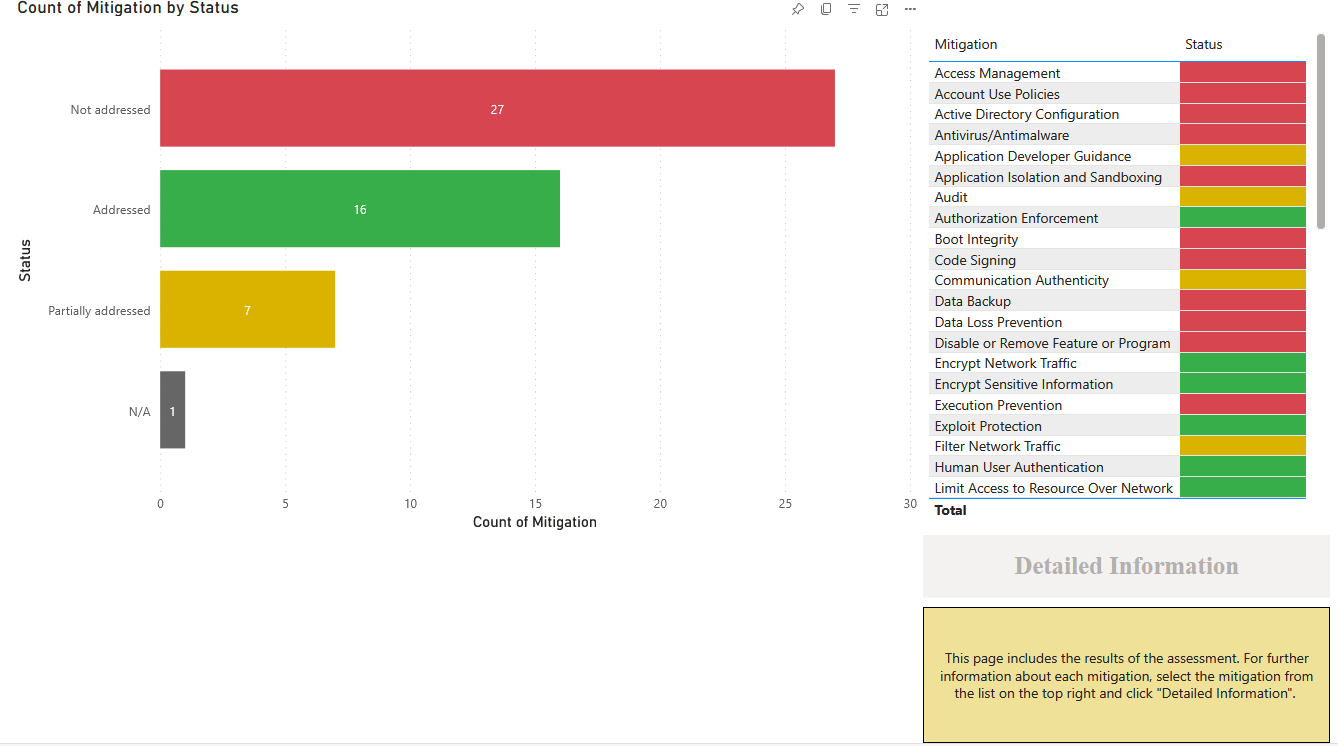 Count of Mitigation by Status
Not addressed
27
Addressed
16
Partially addressed
7
N/A
1
Status
0 5 10 15 20 25 30
Count of Mitigation
Mitigation Status
Access Management
Account Use Policies
Active Directory Configuration
Antivirus/Antimalware
Application Developer Guidance
Application Isolation and Sandboxing
Audit
Authorization Enforcement
Boot Integrity
Code Signing
Communication Authenticity
Data Backup
Data Loss Prevention
Disable or Remove Feature or Program
Encrypt Network Traffic
Encrypt Sensitive Information
Execution Prevention
Exploit Protection
Filter Network Traffic
Human User Authentication
Limit Access to Resource Over Network
Total
Detailed Information
This page includes the results of the assessment. For further
information about each mitigation, select the mitigation from
the list on the top right and click "Detailed Information".